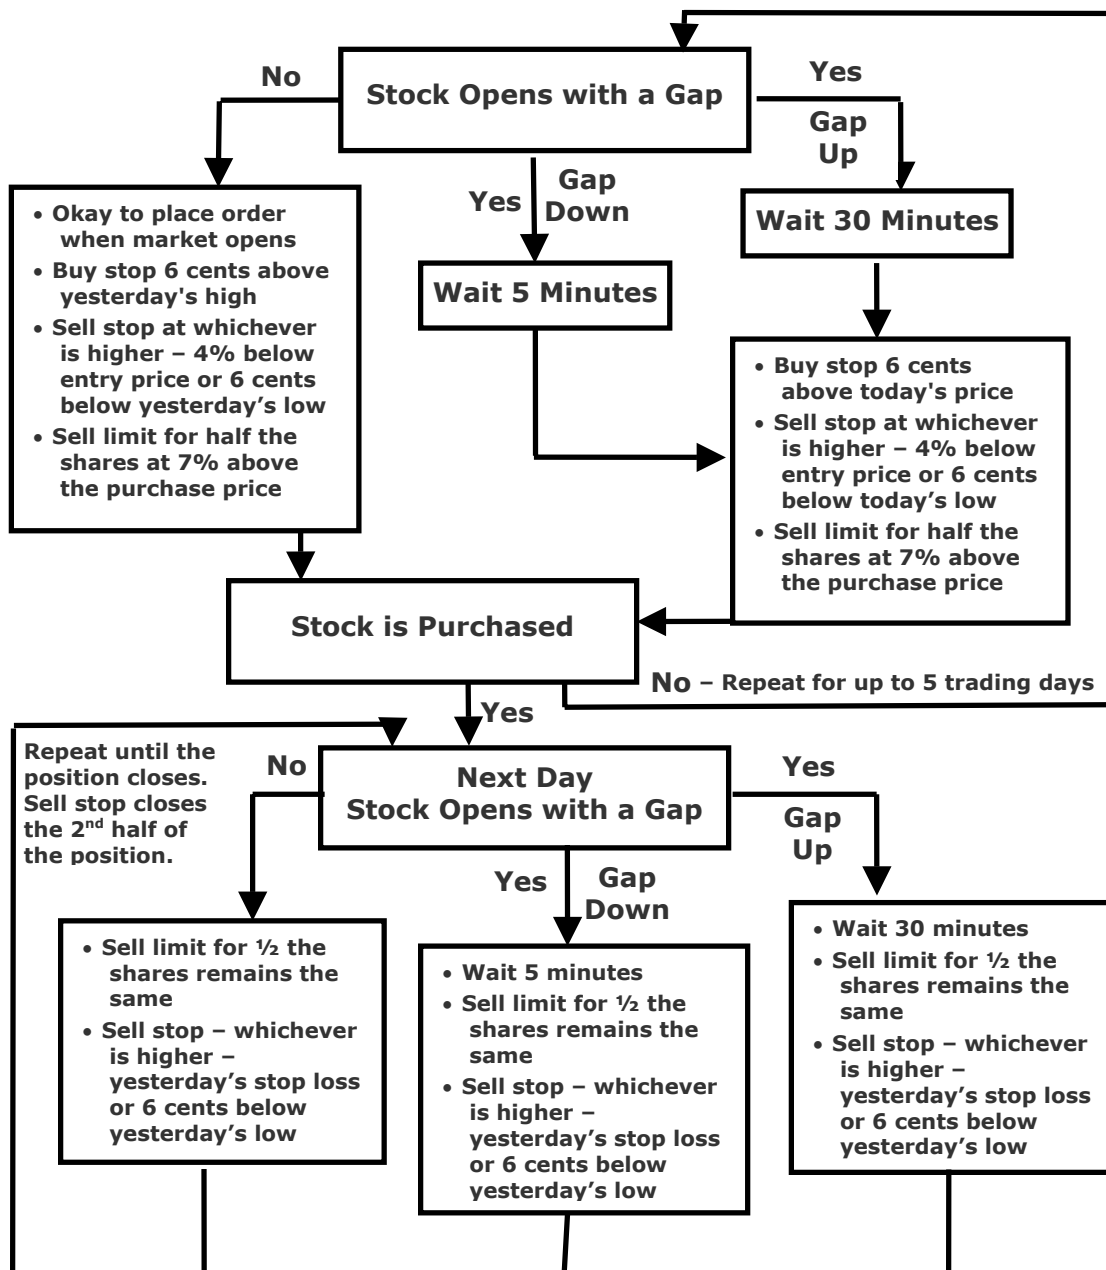 No
Stock Opens with a Gap
Yes
Gap
Up
Yes
Gap
Down
• Okay to place order
when market opens
• Buy stop 6 cents above
yesterday's high
• Sell stop at whichever
is higher – 4% below
entry price or 6 cents
below yesterday’s low
• Sell limit for half the
shares at 7% above
the purchase price
Wait 5 Minutes
Wait 30 Minutes
• Buy stop 6 cents
above today's price
• Sell stop at whichever
is higher – 4% below
entry price or 6 cents
below today’s low
• Sell limit for half the
shares at 7% above
the purchase price
Stock is Purchased
No – Repeat for up to 5 trading days
Yes
Repeat until the
position closes.
Sell stop closes
the 2nd half of
the position.
No
Next Day
Stock Opens with a Gap
Yes
Gap
Up
Yes
Gap
Down
• Sell limit for ½ the
shares remains the
same
• Sell stop – whichever
is higher –
yesterday’s stop loss
or 6 cents below
yesterday’s low
• Wait 5 minutes
• Sell limit for ½ the
shares remains the
same
• Sell stop – whichever
is higher –
yesterday’s stop loss
or 6 cents below
yesterday’s low
• Wait 30 minutes
• Sell limit for ½ the
shares remains the
same
• Sell stop – whichever
is higher –
yesterday’s stop loss
or 6 cents below
yesterday’s low